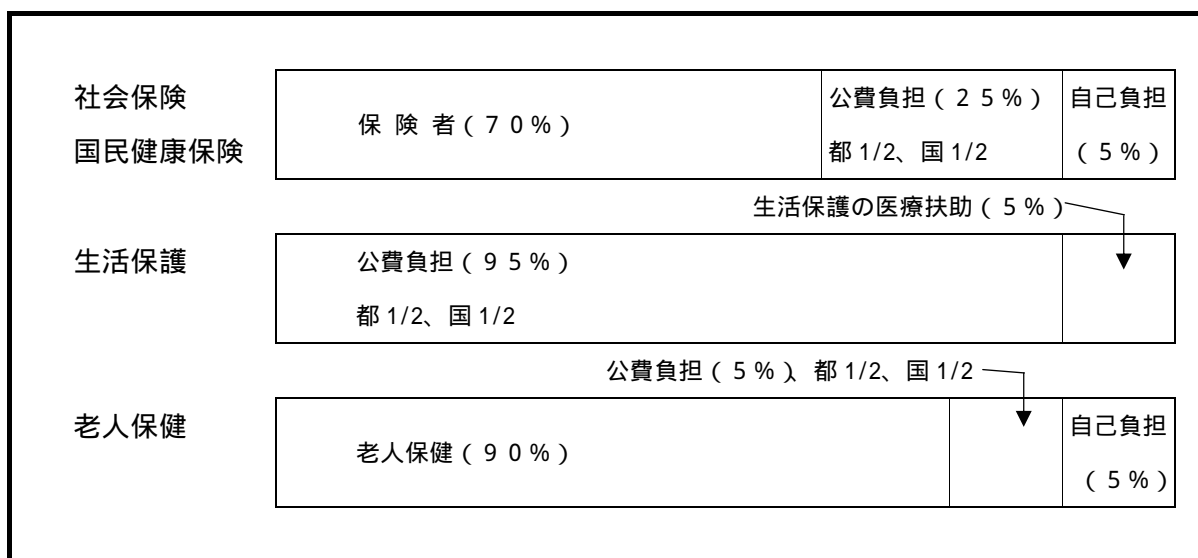 社会保険
国民健康保険
保険者(70%)
公費負担(25%)
都1/2、国1/2
自己負担
(5%)
生活保護の医療扶助(5%)
生活保護
公費負担(95%)
都1/2、国1/2
公費負担(5%)、都1/2、国1/2
老人保健
老人保健(90%)
自己負担
(5%)